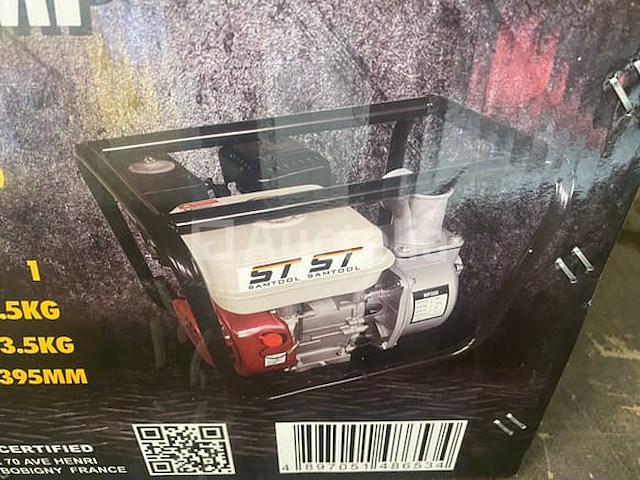 MP
1
.5KG
3.5KG
395MM
ST ST
SAMTOOL SAMTOOL
CERTIFIED
70 AVE HENRI
BOBIGNY FRANCE
4 897051 486534